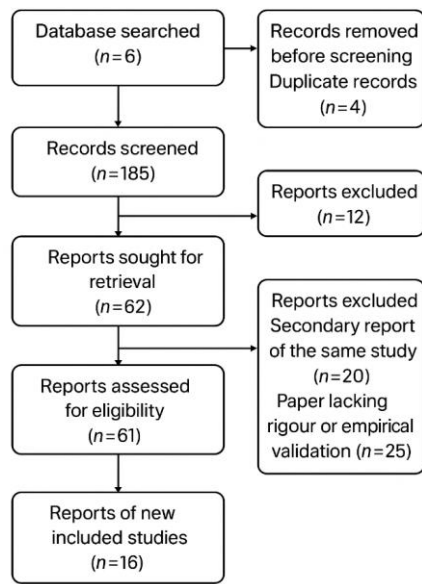 Database searched
(n=6)
Records removed
before screening
Duplicate records
(n=4)
Records screened
(n=185)
Reports excluded
(n=12)
Reports sought for
retrieval
(n=62)
Reports excluded
Secondary report
of the same study
(n=20)
Paper lacking
rigour or empirical
validation (n=25)
Reports assessed
for eligibility
(n=61)
Reports of new
included studies
(n=16)